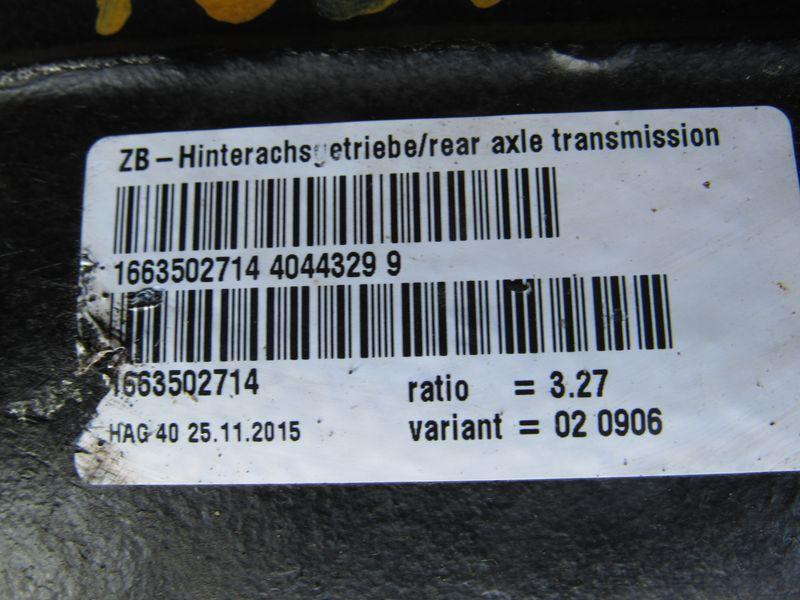 ZB – Hinterachsgetriebe/rear axle transmission
1663502714 4044329 9
1663502714
ratio = 3.27
HAG 40 25.11.2015
variant = 02 0906